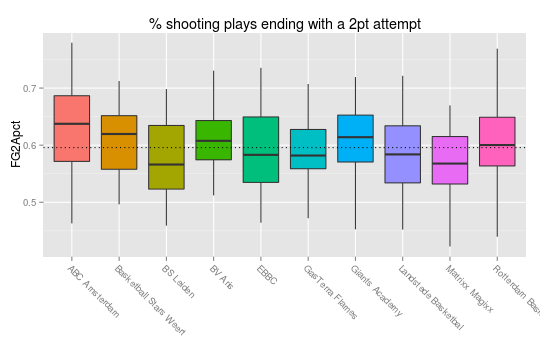 % shooting plays ending with a 2pt attempt
FG2Apct
0.7
0.6
0.5
ABC Amsterdam
Basketball Stars Weert
BS Leiden
BV Aris
EBBC
GasTerra Flames
Giants Academy
Landstede Basketbal
Matrixx Magixx
Rotterdam Bas